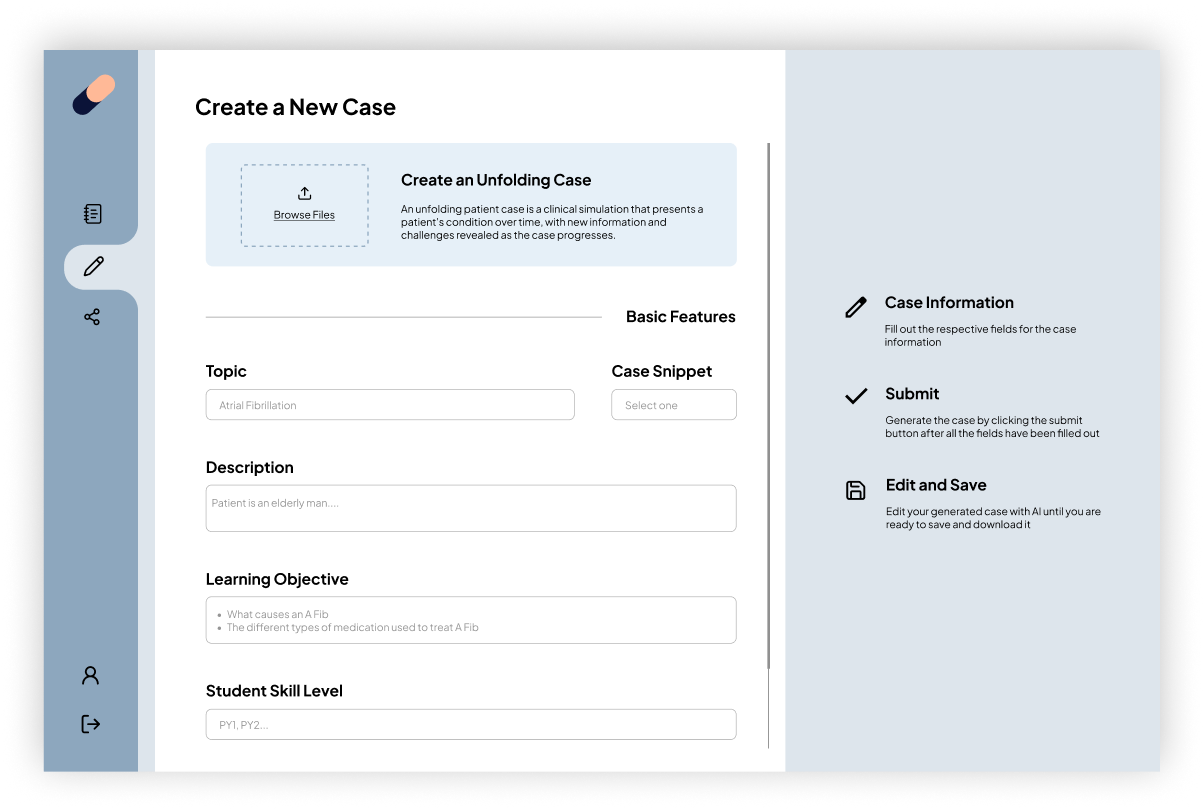 Create a New Case
Browse Files
Create an Unfolding Case
An unfolding patient case is a clinical simulation that presents a
patient's condition over time, with new information and
challenges revealed as the case progresses.
Basic Features
Topic
Atrial Fibrillation
Case Snippet
Select one
Description
Patient is an elderly man....
Learning Objective
• What causes an A Fib
• The different types of medication used to treat A Fib
Student Skill Level
PY1, PY2...
Case Information
Fill out the respective fields for the case
information
Submit
Generate the case by clicking the submit
button after all the fields have been filled out
Edit and Save
Edit your generated case with AI until you are
ready to save and download it